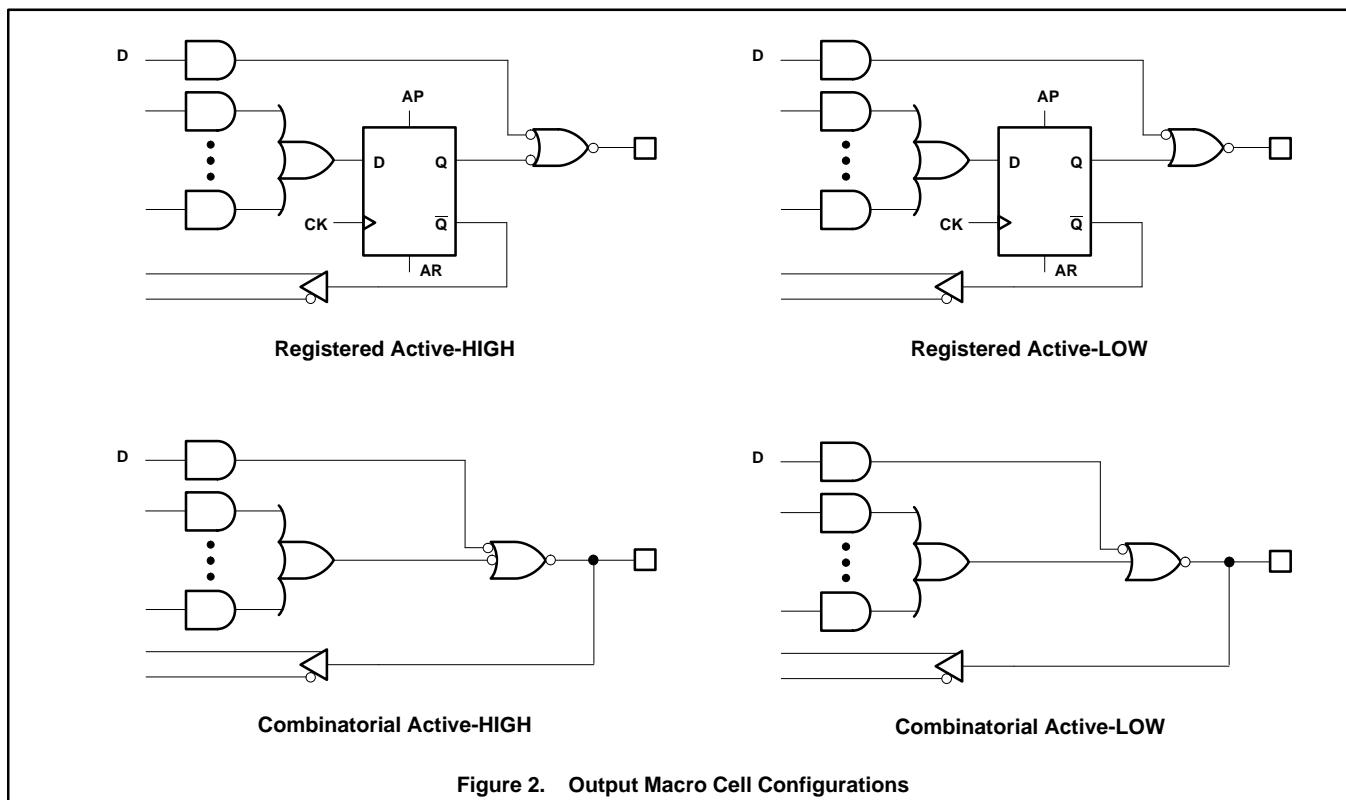 D
AP
D
Q
CK
Q
AR
Registered Active-HIGH
D
AP
D
Q
CK
Q
AR
Registered Active-LOW
D
Combinatorial Active-HIGH
D
Combinatorial Active-LOW
Figure 2. Output Macro Cell Configurations